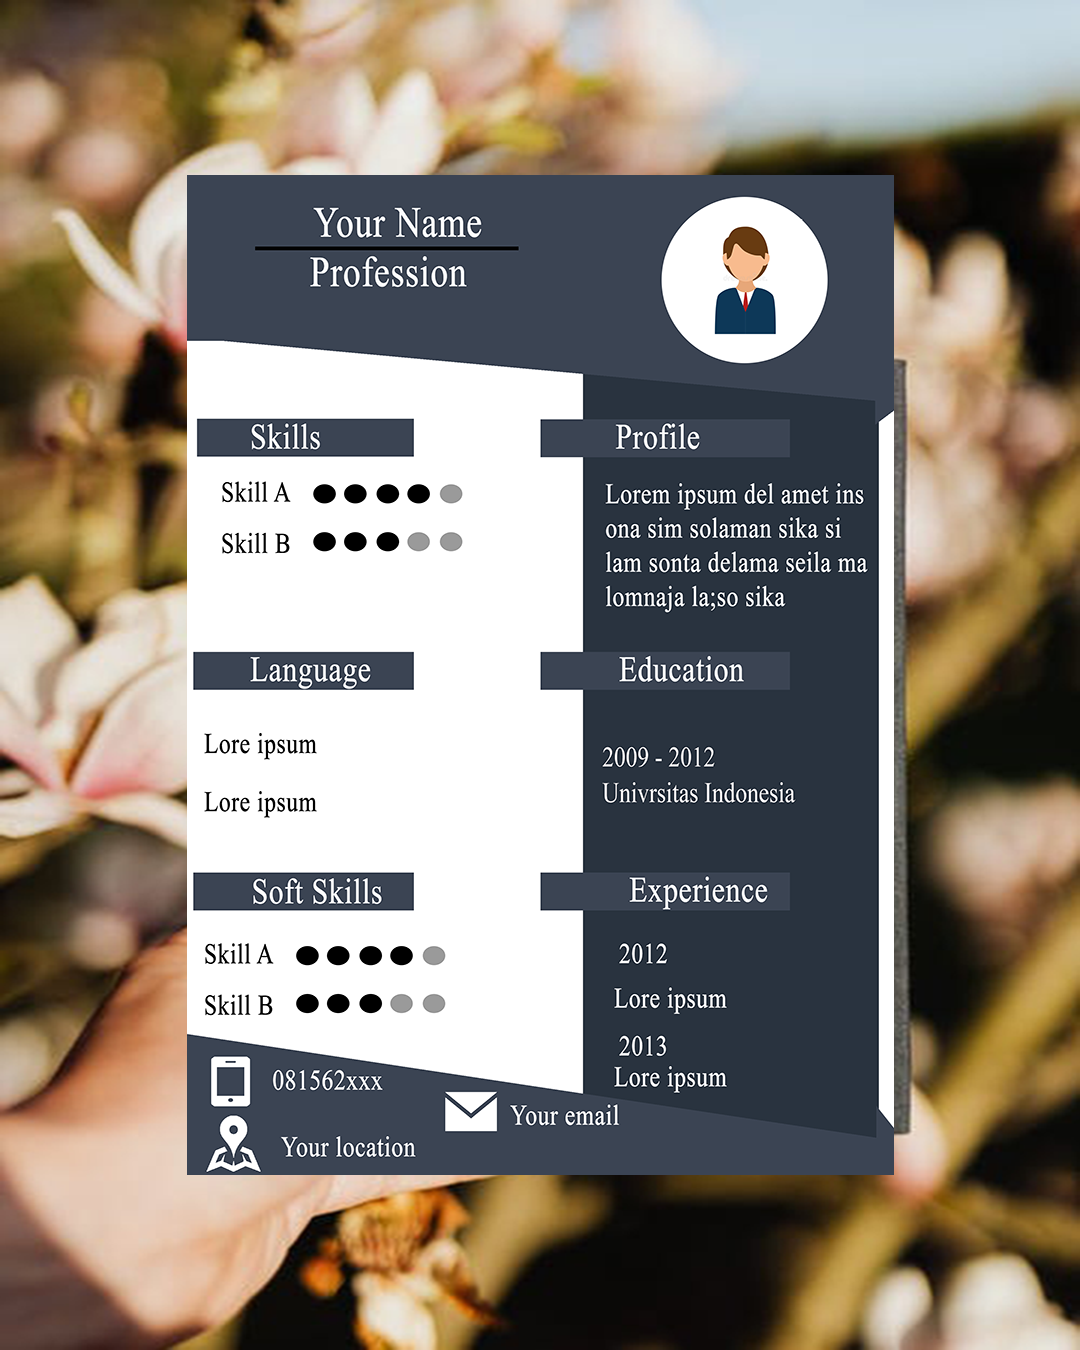 Your Name
Profession
Skills
Skill A
Skill B
Language
Lore ipsum
Lore ipsum
Soft Skills
Skill A
Skill B
Profile
Lorem ipsum del amet ins
ona sim solaman sika si
lam sonta delama seila ma
lomnaja la;so sika
Education
2009 - 2012
Univrsitas Indonesia
Experience
2012
Lore ipsum
2013
Lore ipsum
081562xxx
Your email
Your location